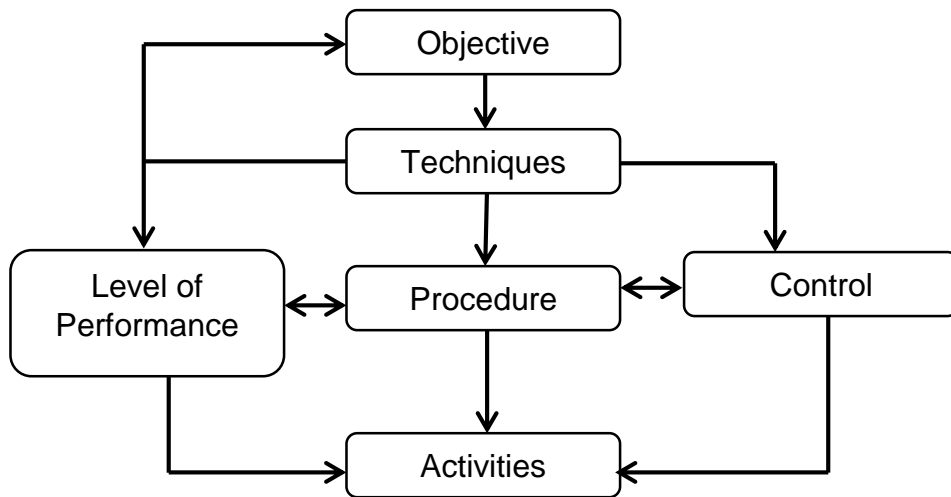 Objective
Techniques
Level of
Performance
Procedure
Control
Activities